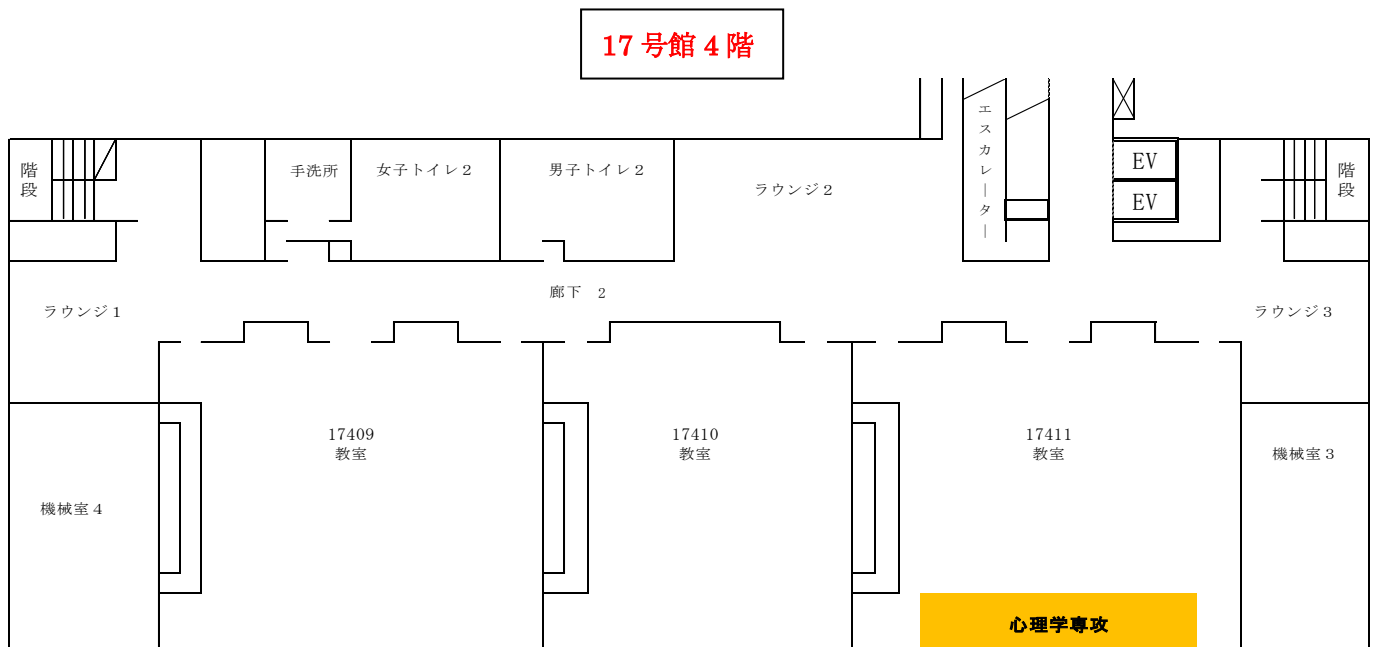 17 号館 4 階
階段
手洗所
女子トイレ2
男子トイレ2
ラウンジ2
エスカレーター
EV
EV
階段
ラウンジ1
廊下 2
ラウンジ3
17409
教室
17410
教室
17411
教室
機械室3
機械室4
心理学専攻